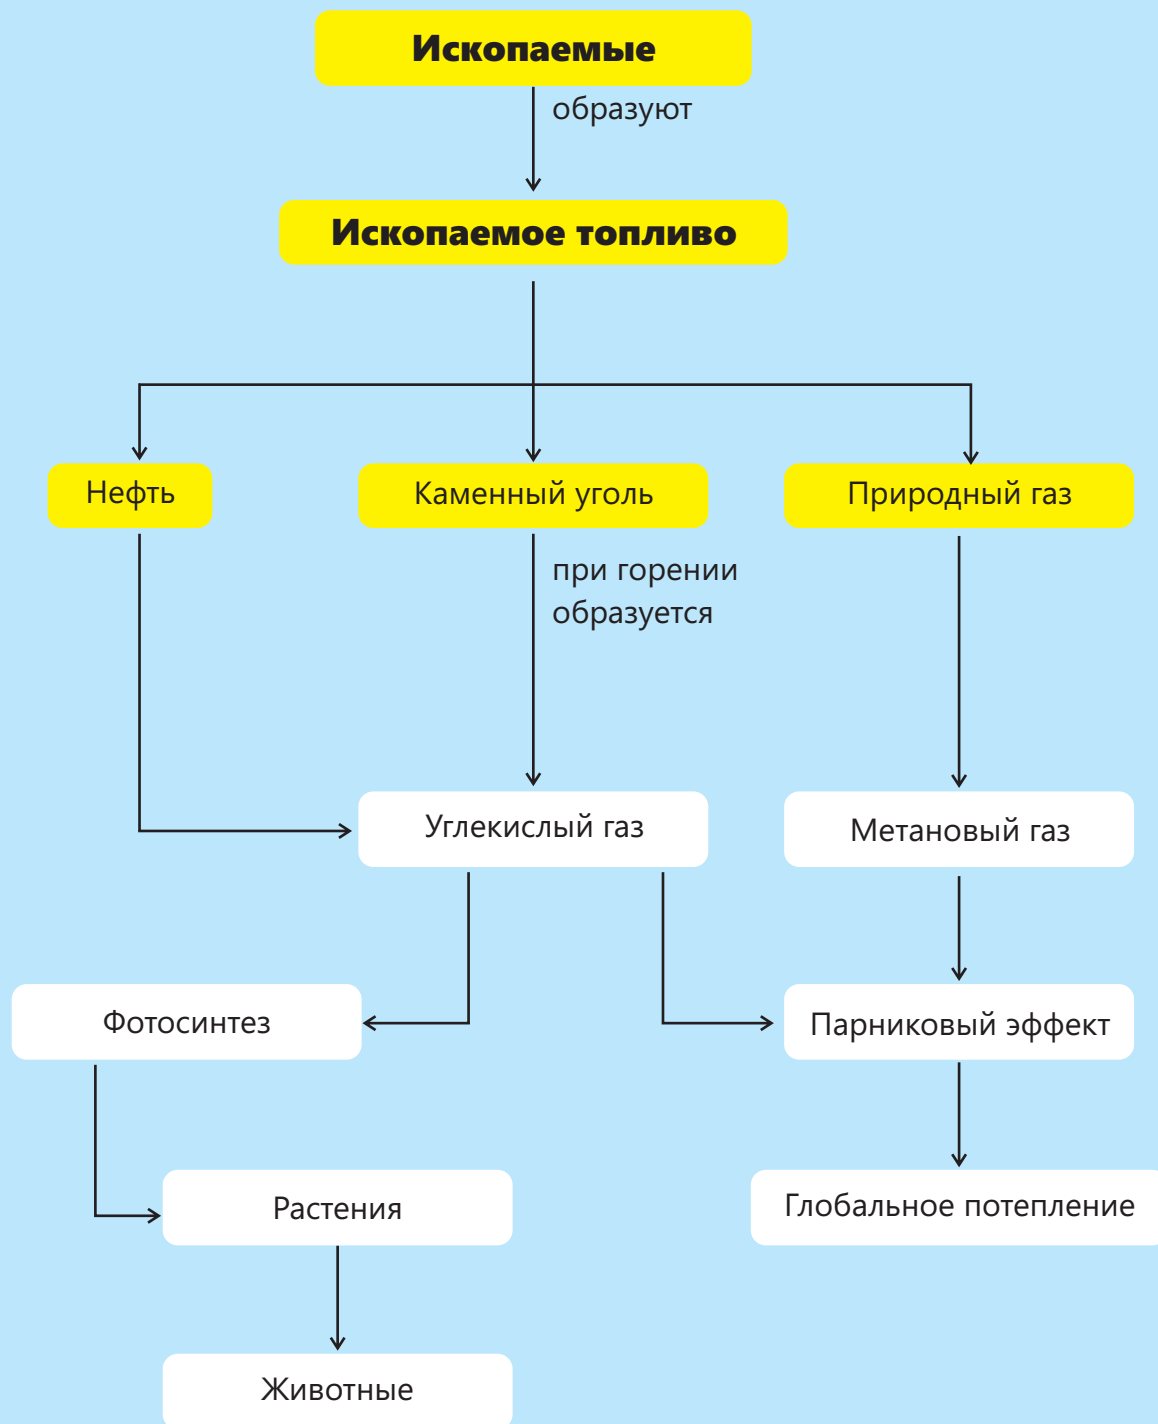 Ископаемые
образуют
Ископаемое топливо
Нефть
Каменный уголь
Природный газ
при горении
образуется
Углекислый газ
Метановый газ
Фотосинтез
Парниковый эффект
Растения
Глобальное потепление
Животные